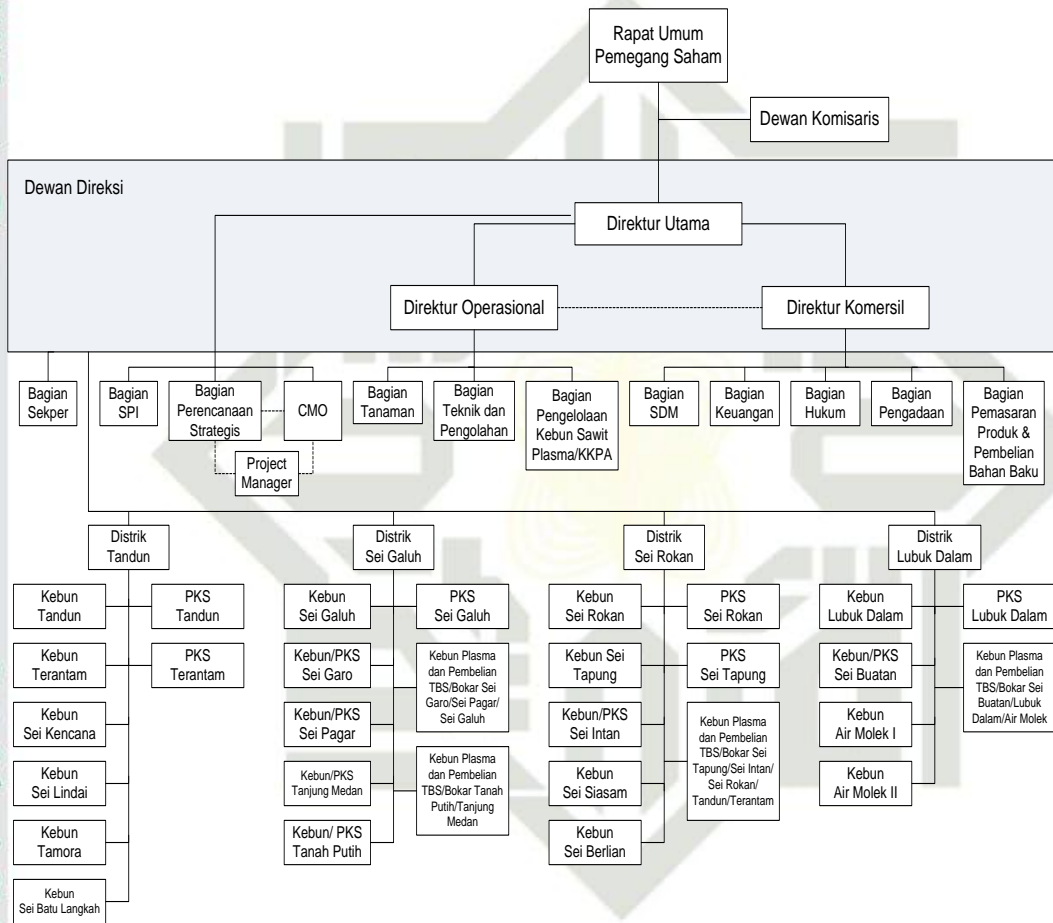 Rapat Umum
Pemegang Saham
Dewan Komisaris
Dewan Direksi
Direktur Utama
Direktur Operasional
Direktur Komersil
Bagian
Sekper
Bagian
SPI
Bagian
Perencanaan
Strategis
CMO
Project
Manager
Bagian
Tanaman
Bagian
Teknik dan
Pengolahan
Bagian
Pengelolaan
Kebun Sawit
Plasma/KKPA
Bagian
SDM
Bagian
Keuangan
Bagian
Hukum
Bagian
Pengadaan
Bagian
Pemasaran
Produk &
Pembelian
Bahan Baku
Distrik
Tandun
Kebun
Tandun
PKS
Tandun
Kebun
Terantam
PKS
Terantam
Kebun
Sei Kencana
Kebun
Sei Lindai
Kebun
Tamora
Kebun
Sei Batu Langkah
Distrik
Sei Galuh
Kebun
Sei Galuh
PKS
Sei Galuh
Kebun/PKS
Sei Garo
Kebun Plasma
dan Pembelian
TBS/Bokar Sei
Garo/Sei Pagar/
Sei Galuh
Kebun/PKS
Sei Pagar
Kebun/PKS
Tanjung Medan
Kebun Plasma
dan Pembelian
TBS/Bokar Tanah
Putih/Tanjung
Medan
Kebun/ PKS
Tanah Putih
Distrik
Sei Rokan
Kebun
Sei Rokan
PKS
Sei Rokan
Kebun Sei
Tapung
PKS
Sei Tapung
Kebun/PKS
Sei Intan
Kebun Plasma
dan Pembelian
TBS/Bokar Sei
Tapung/Sei Intan/
Sei Rokan/
Tandun/Terantam
Kebun
Sei Siasam
Kebun
Sei Berlian
Distrik
Lubuk Dalam
Kebun
Lubuk Dalam
PKS
Lubuk Dalam
Kebun/PKS
Sei Buatan
Kebun Plasma
dan Pembelian
TBS/Bokar Sei
Buatan/Lubuk
Dalam/Air Molek
Kebun
Air Molek I
Kebun
Air Molek II